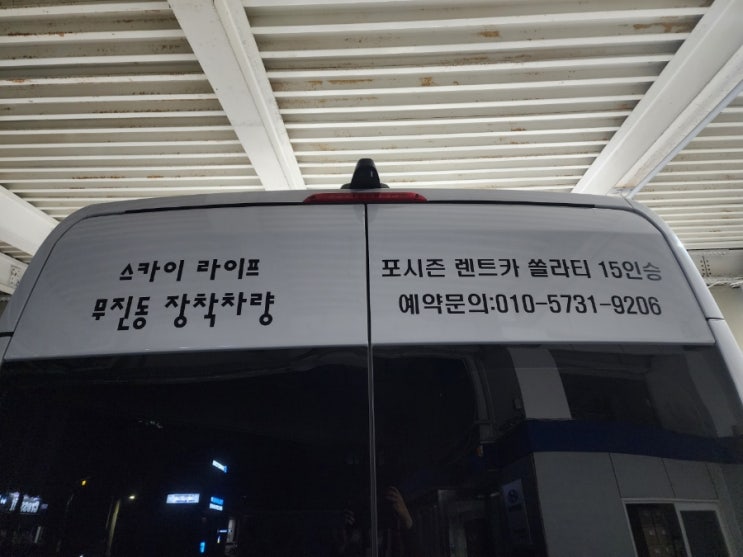 스카이 라이프
무진동 장착차량
포시즌 렌트카 쏠라티 15인승
예약문의:010-5731-9206